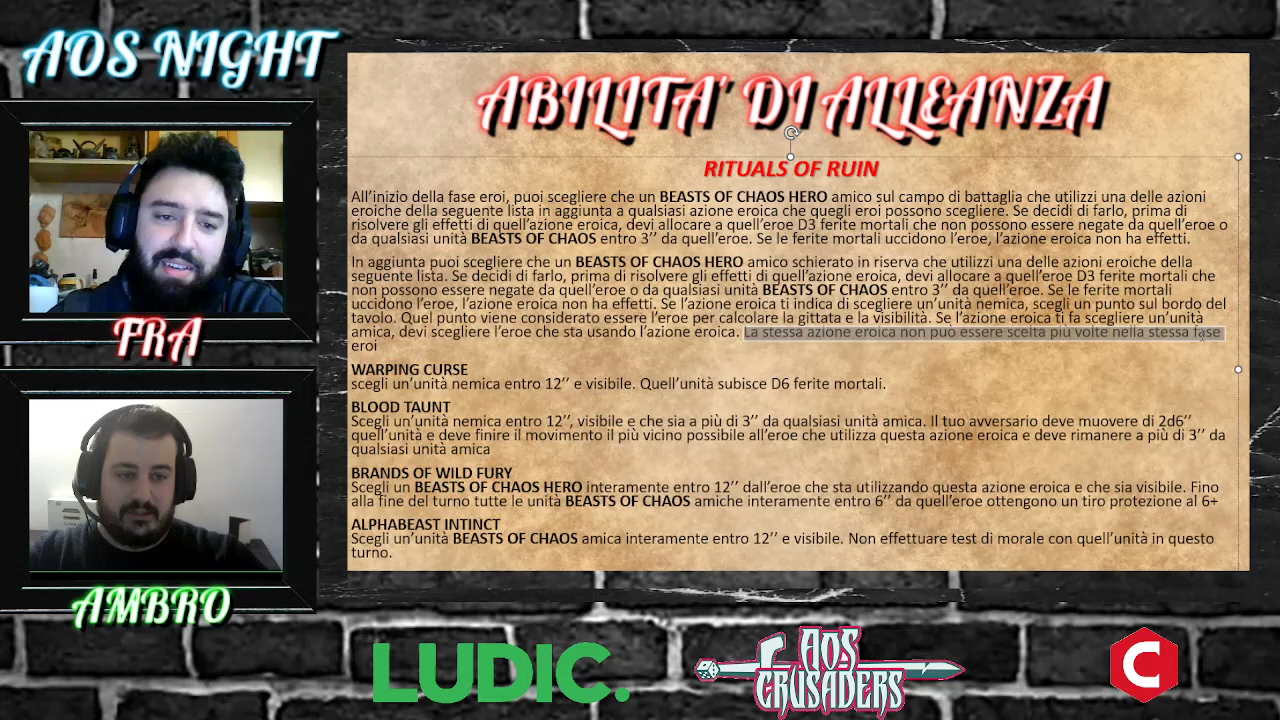 AOS NIGHT
FRA
AMBRO
ABILITA' DI ALLEANZA
RITUALS OF RUIN
All'inizio della fase eroi, puoi scegliere che un BEASTS OF CHAOS HERO amico sul campo di battaglia che utilizzi una delle azioni
eroiche della seguente lista in aggiunta a qualsiasi azione eroica che quegli eroi possono scegliere. Se decidi di farlo, prima di
risolvere gli effetti di quell'azione eroica, devi allocare a quell'eroe D3 ferite mortali che non possono essere negate da quell'eroe o
da qualsiasi unità BEASTS OF CHAOS entro 3'' da quell'eroe. Se le ferite mortali uccidono l'eroe, l'azione eroica non ha effetti.
In aggiunta puoi scegliere che un BEASTS OF CHAOS HERO amico schierato in riserva che utilizzi una delle azioni eroiche della
seguente lista. Se decidi di farlo, prima di risolvere gli effetti di quell'azione eroica, devi allocare a quell'eroe D3 ferite mortali che
non possono essere negate da quell'eroe o da qualsiasi unità BEASTS OF CHAOS entro 3'' da quell'eroe. Se le ferite mortali
uccidono l'eroe, l'azione eroica non ha effetti. Se l'azione eroica ti indica di scegliere un'unità nemica, scegli un punto sul bordo del
tavolo. Quel punto viene considerato essere l'eroe per calcolare la gittata e la visibilità. Se l'azione eroica ti fa scegliere un'unità
amica, devi scegliere l'eroe che sta usando l'azione eroica. La stessa azione eroica non può essere scelta più volte nella stessa fase
eroi
WARPING CURSE
scegli un'unità nemica entro 12'' e visibile. Quell'unità subisce D6 ferite mortali.
BLOOD TAUNT
Scegli un'unità nemica entro 12'', visibile e che sia a più di 3'' da qualsiasi unità amica. Il tuo avversario deve muovere di 2d6''
quell'unità e deve finire il movimento il più vicino possibile all'eroe che utilizza questa azione eroica e deve rimanere a più di 3'' da
qualsiasi unità amica
BRANDS OF WILD FURY
Scegli un BEASTS OF CHAOS HERO interamente entro 12'' dall'eroe che sta utilizzando questa azione eroica e che sia visibile. Fino
alla fine del turno tutte le unità BEASTS OF CHAOS amiche interamente entro 6'' da quell'eroe ottengono un tiro protezione al 6+
ALPHABEAST INTINCT
Scegli un'unità BEASTS OF CHAOS amica interamente entro 12'' e visibile. Non effettuare test di morale con quell'unità in questo
turno.
LUDIC.
AOS
CRUSADERS
C